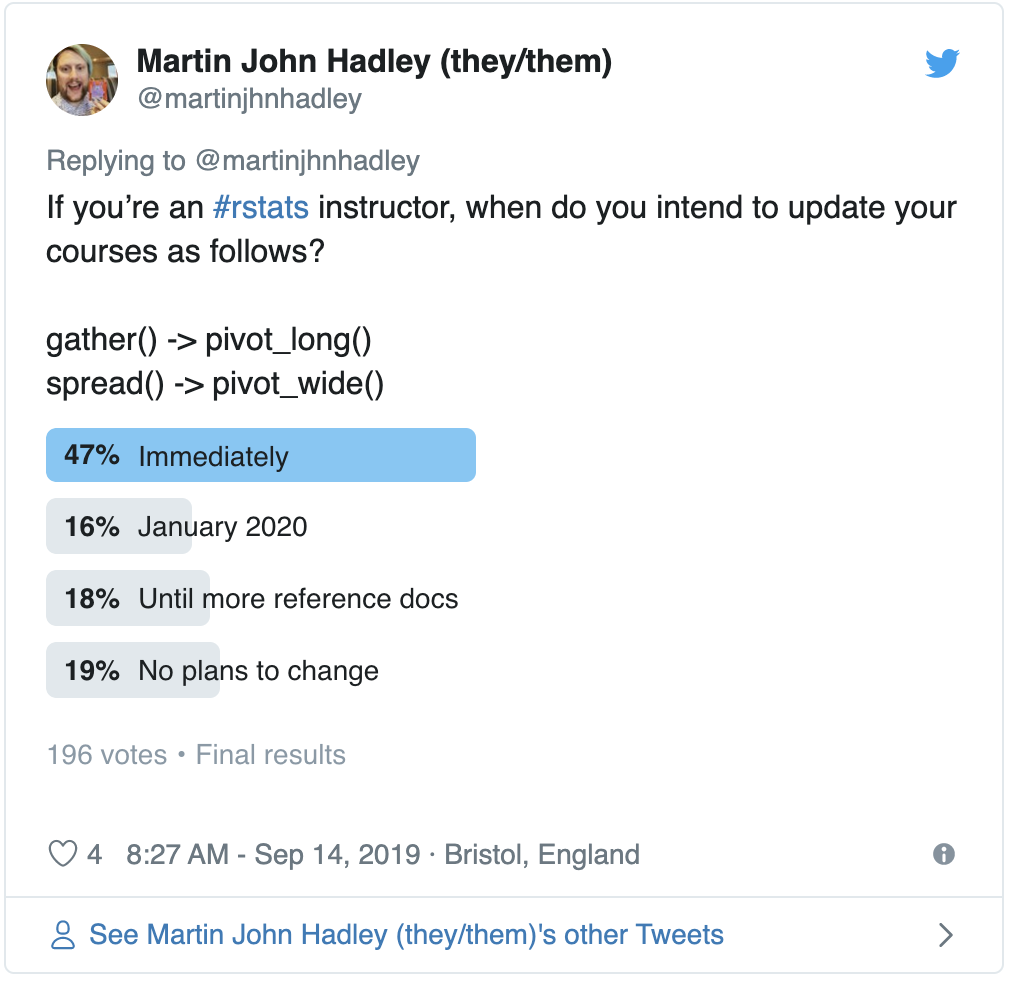 Martin John Hadley (they/them)
@martinjhnhadley
Replying to @martinjhnhadley
If you’re an #rstats instructor, when do you intend to update your
courses as follows?
gather() -> pivot_long()
spread() -> pivot_wide()
47% Immediately
16% January 2020
18% Until more reference docs
19% No plans to change
196 votes • Final results
4 8:27 AM - Sep 14, 2019 · Bristol, England
See Martin John Hadley (they/them)'s other Tweets